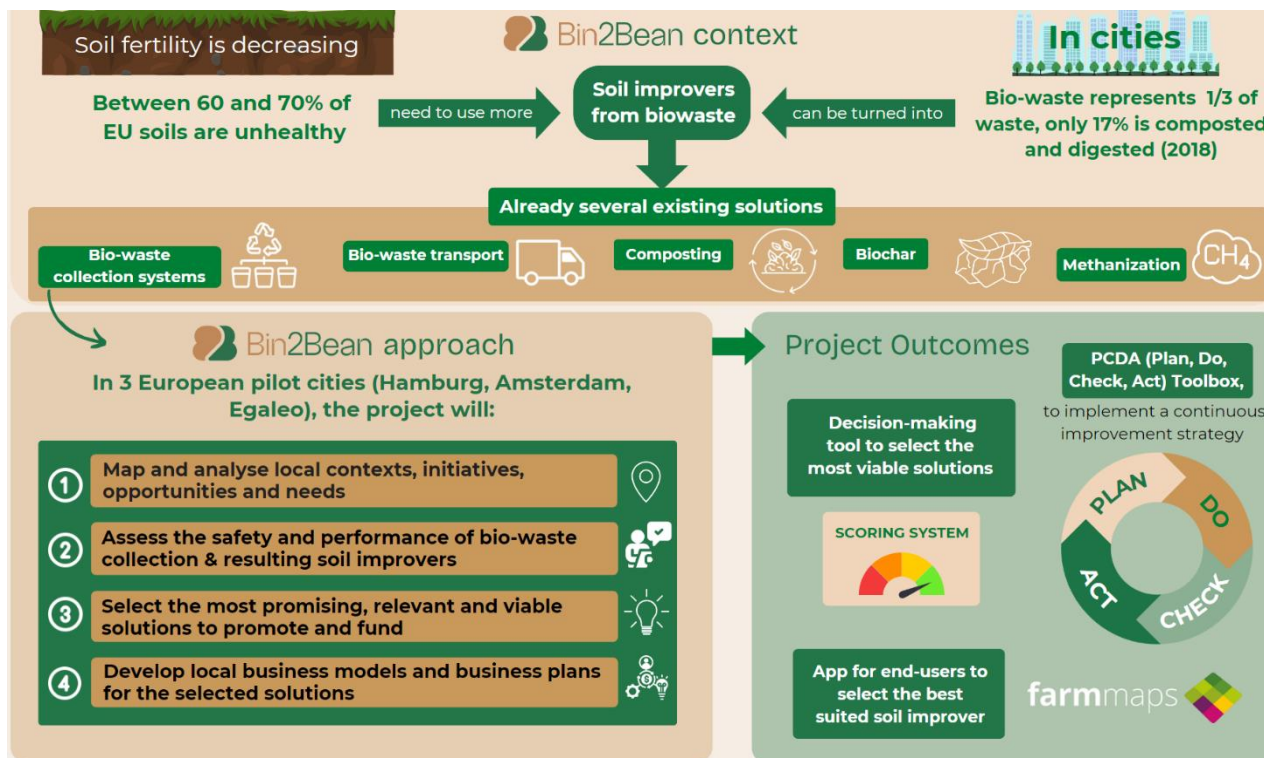 Soil fertility is decreasing
Bin2Bean context
In cities
Between 60 and 70% of
EU soils are unhealthy
need to use more
Soil improvers
from biowaste
can be turned into
Bio-waste represents 1/3 of
waste, only 17% is composted
and digested (2018)
Already several existing solutions
Bio-waste
collection systems
Bio-waste transport
Composting
Biochar
Methanization
CH4
Bin2Bean approach
In 3 European pilot cities (Hamburg, Amsterdam,
Egaleo), the project will:
1
Map and analyse local contexts, initiatives,
opportunities and needs
2
Assess the safety and performance of bio-waste
collection & resulting soil improvers
3
Select the most promising, relevant and viable
solutions to promote and fund
4
Develop local business models and business plans
for the selected solutions
Project Outcomes
Decision-making
tool to select the
most viable solutions
SCORING SYSTEM
App for end-users to
select the best
suited soil improver
PCDA (Plan, Do,
Check, Act) Toolbox,
to implement a continuous
improvement strategy
PLAN
DO
CHECK
ACT
farmmaps